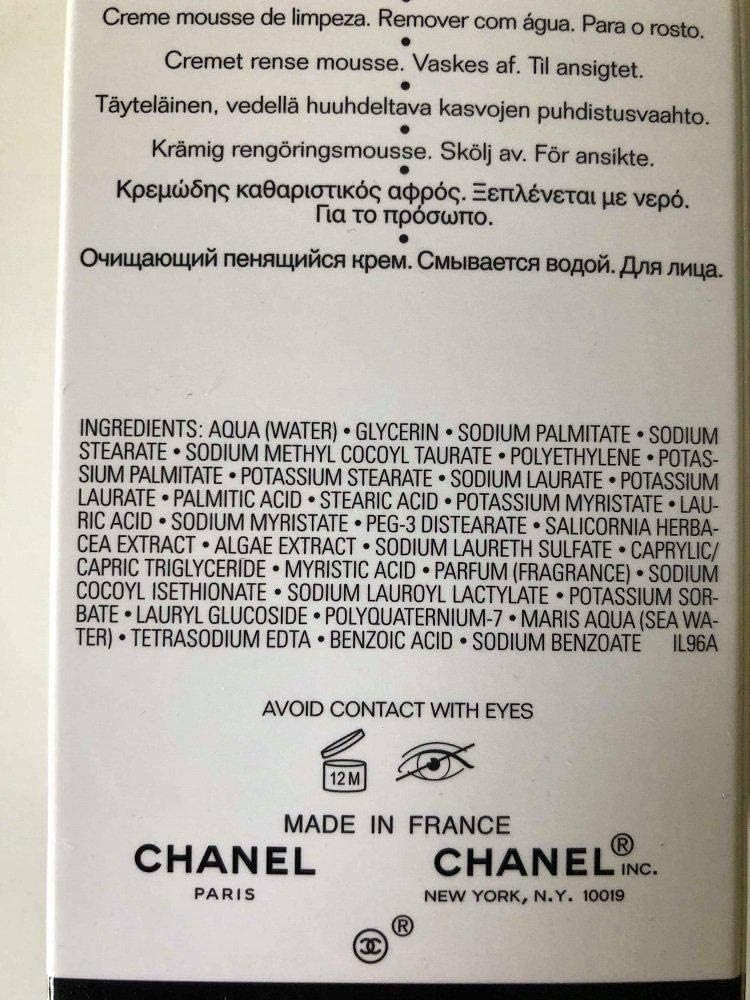 Creme mousse de limpeza. Remover com água. Para o rosto.
•
Cremet rense mousse. Vaskes af. Til ansigtet.
•
Täyteläinen, vedellä huuhdeltava kasvojen puhdistusvaahto.
•
Krämig rengöringsmousse. Skölj av. För ansikte.
•
Κρεμώδης καθαριστικός αφρός. Ξεπλένεται με νερό.
Για το πρόσωπο.
•
Очищающий пенящийся крем. Смывается водой. Для лица.
INGREDIENTS: AQUA (WATER) • GLYCERIN • SODIUM PALMITATE • SODIUM
STEARATE • SODIUM METHYL COCOYL TAURATE • POLYETHYLENE • POTAS-
SIUM PALMITATE • POTASSIUM STEARATE • SODIUM LAURATE • POTASSIUM
LAURATE • PALMITIC ACID • STEARIC ACID • POTASSIUM MYRISTATE • LAU-
RIC ACID • SODIUM MYRISTATE • PEG-3 DISTEARATE • SALICORNIA HERBA-
CEA EXTRACT • ALGAE EXTRACT • SODIUM LAURETH SULFATE • CAPRYLIC/
CAPRIC TRIGLYCERIDE • MYRISTIC ACID • PARFUM (FRAGRANCE) • SODIUM
COCOYL ISETHIONATE • SODIUM LAUROYL LACTYLATE • POTASSIUM SOR-
BATE • LAURYL GLUCOSIDE • POLYQUATERNIUM-7 • MARIS AQUA (SEA WA-
TER) • TETRASODIUM EDTA • BENZOIC ACID • SODIUM BENZOATE IL96A
AVOID CONTACT WITH EYES
12 M
MADE IN FRANCE
CHANEL
PARIS
CHANEL® INC.
NEW YORK, N.Y. 10019
®